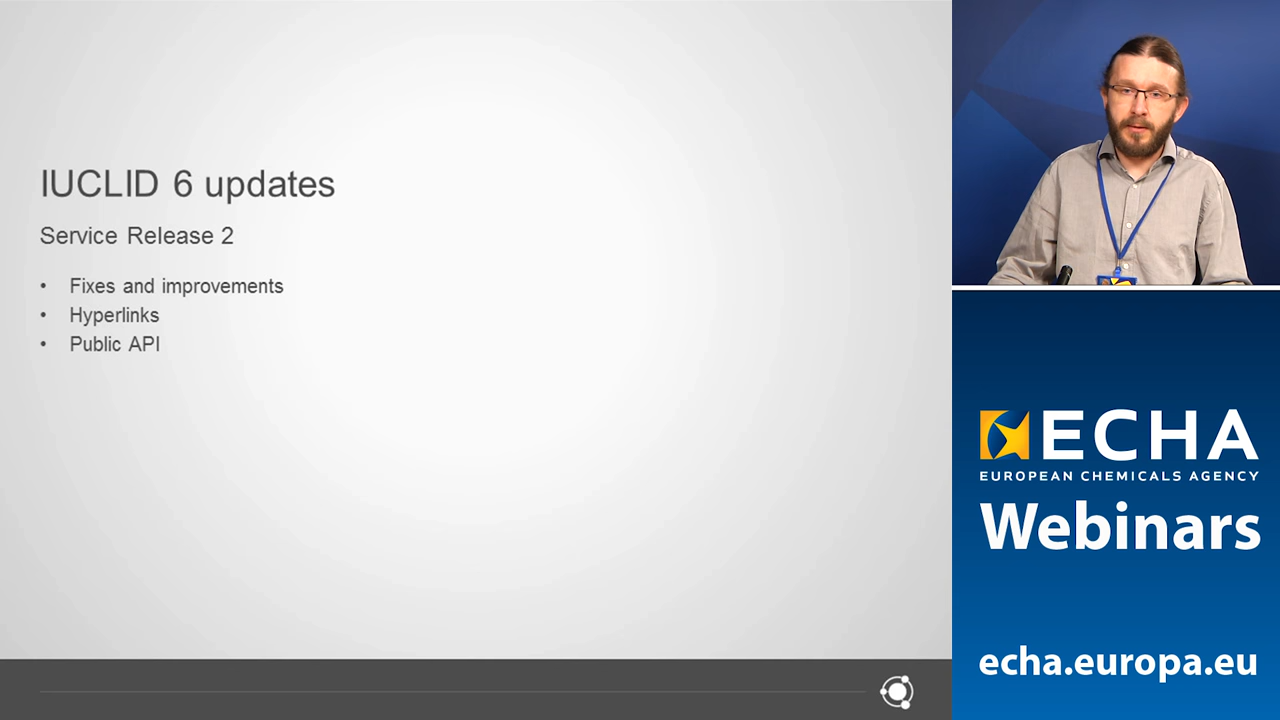 IUCLID 6 updates
Service Release 2
• Fixes and improvements
• Hyperlinks
• Public API
ECHA
EUROPEAN CHEMICALS AGENCY
Webinars
echa.europa.eu